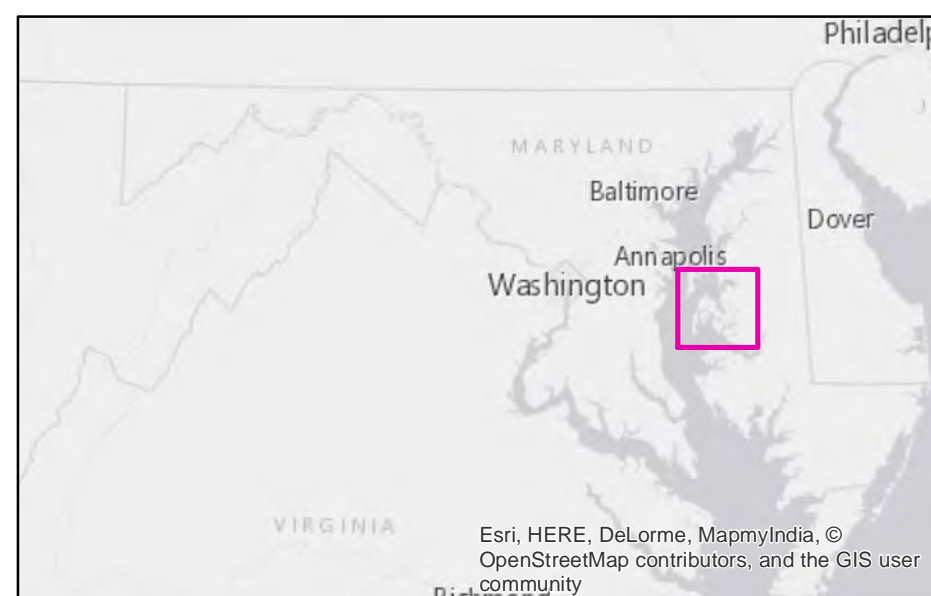 Philadelp
J
MARYLAND
Baltimore
Dover
Annapolis
Washington
VIRGINIA
Esri, HERE, DeLorme, MapmyIndia, ©
OpenStreetMap contributors, and the GIS user
community